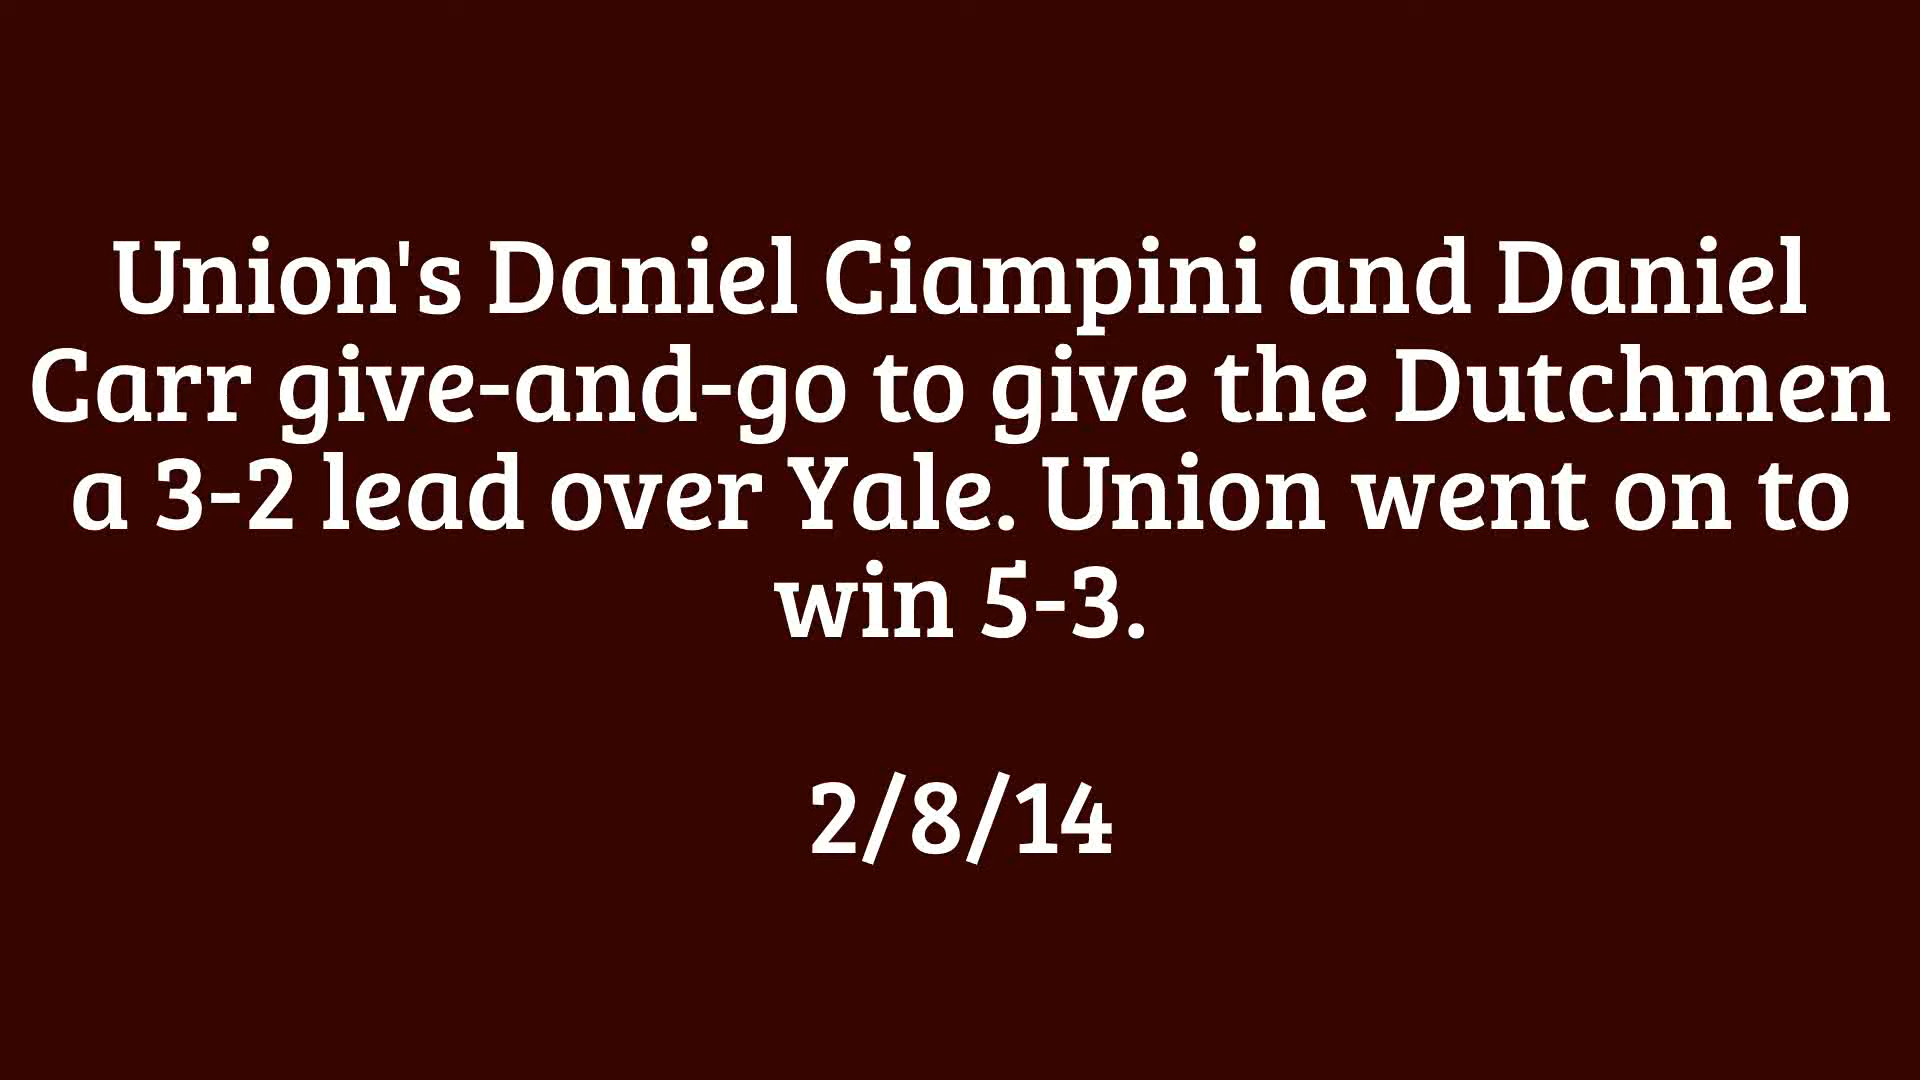 Union's Daniel Ciampini and Daniel
Carr give-and-go to give the Dutchmen
a 3-2 lead over Yale. Union went on to
win 5-3.
2/8/14